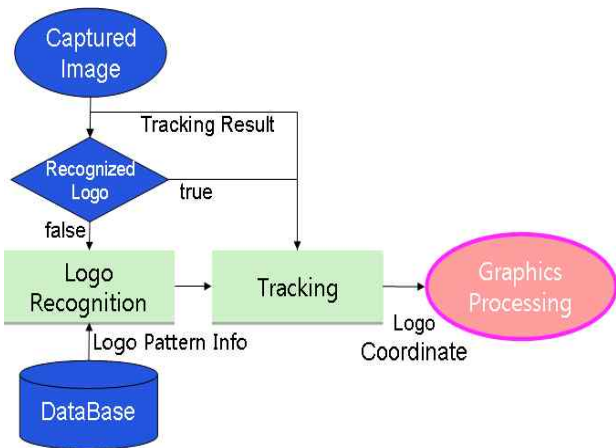 Captured
Image
Tracking Result
Recognized
Logo
true
false
Logo
Recognition
Tracking
Graphics
Processing
Logo
Coordinate
Logo Pattern Info
DataBase